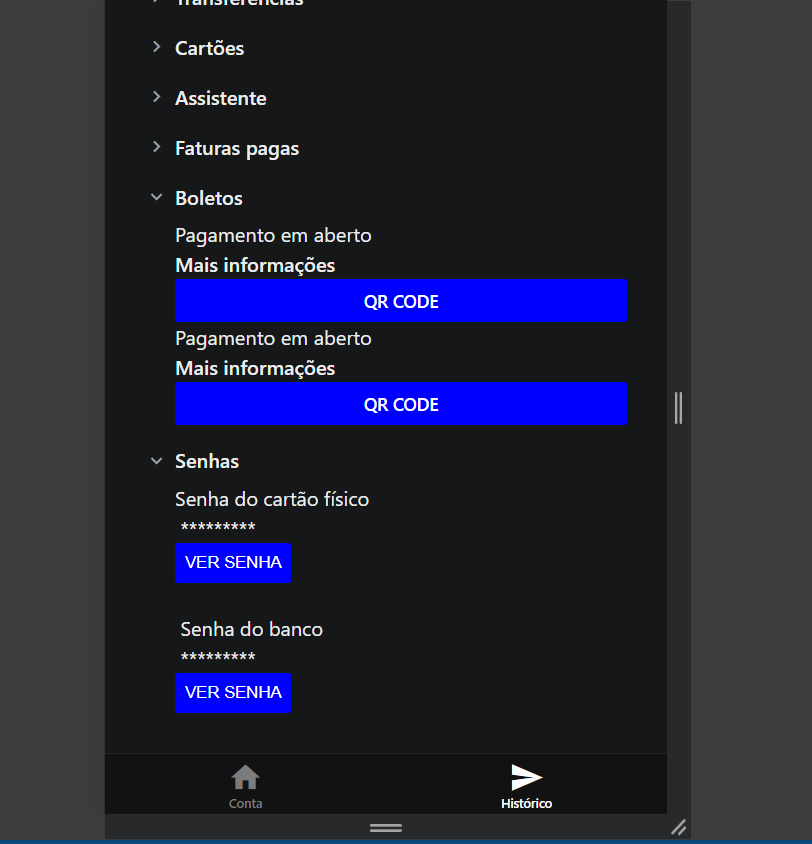 Transferências
Cartões
Assistente
Faturas pagas
Boletos
Pagamento em aberto
Mais informações
QR CODE
Pagamento em aberto
Mais informações
QR CODE
Senhas
Senha do cartão físico
*********
VER SENHA
Senha do banco
*********
VER SENHA
Conta
Histórico